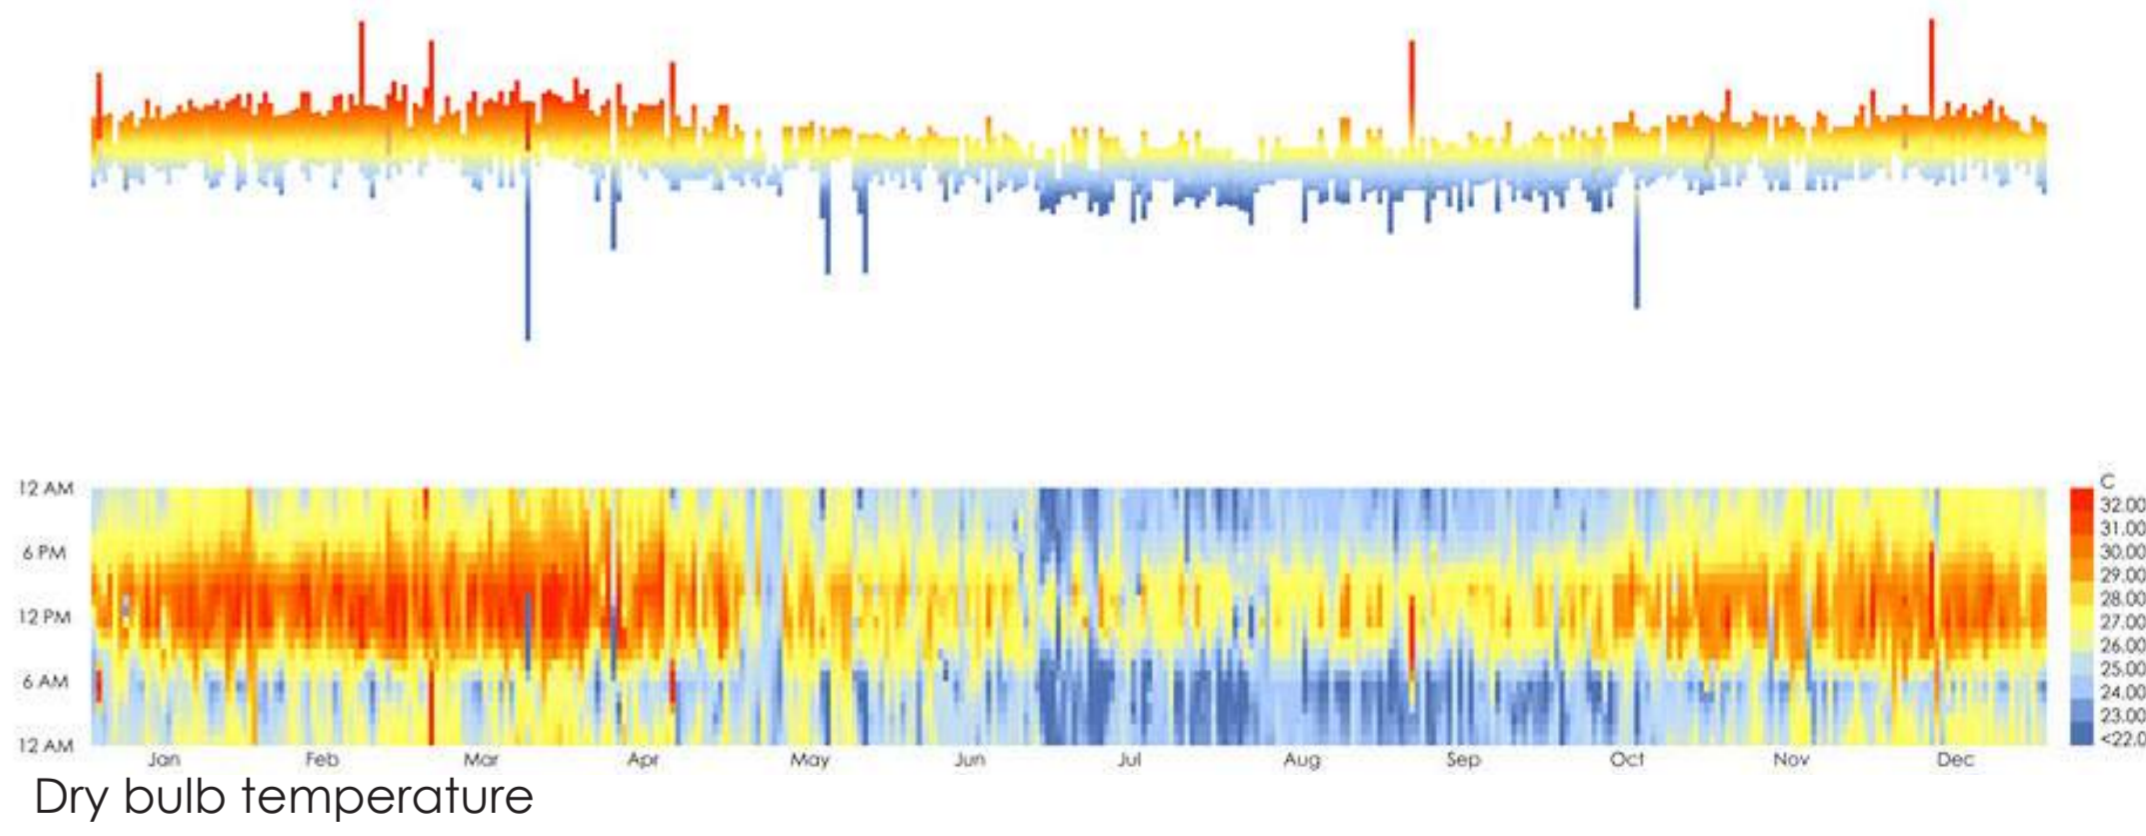 12 AM
6 PM
12 PM
6 AM
12 AM
Jan Feb Mar Apr May Jun Jul Aug Sep Oct Nov Dec
C
32.00
31.00
30.00
29.00
28.00
27.00
26.00
25.00
24.00
23.00
<22.0
Dry bulb temperature